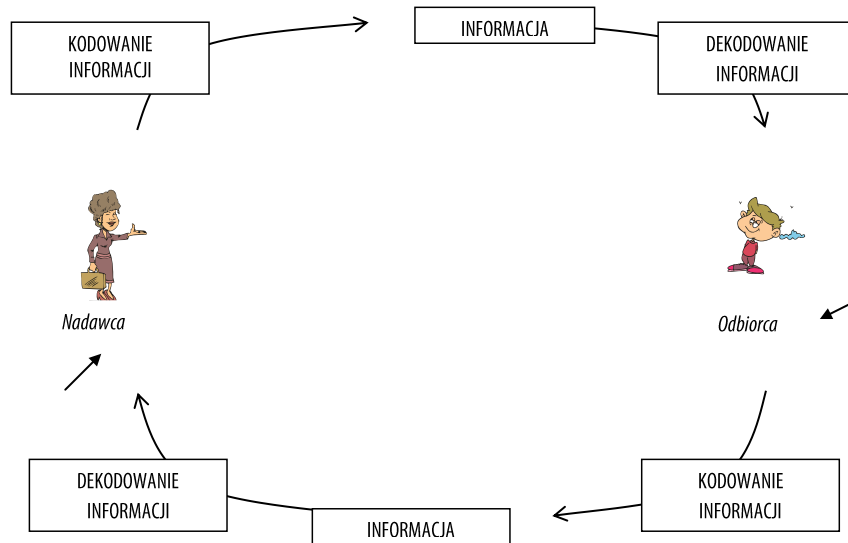 KODOWANIE
INFORMACJI
INFORMACJA
DEKODOWANIE
INFORMACJI
Nadawca
Odbiorca
DEKODOWANIE
INFORMACJI
INFORMACJA
KODOWANIE
INFORMACJI